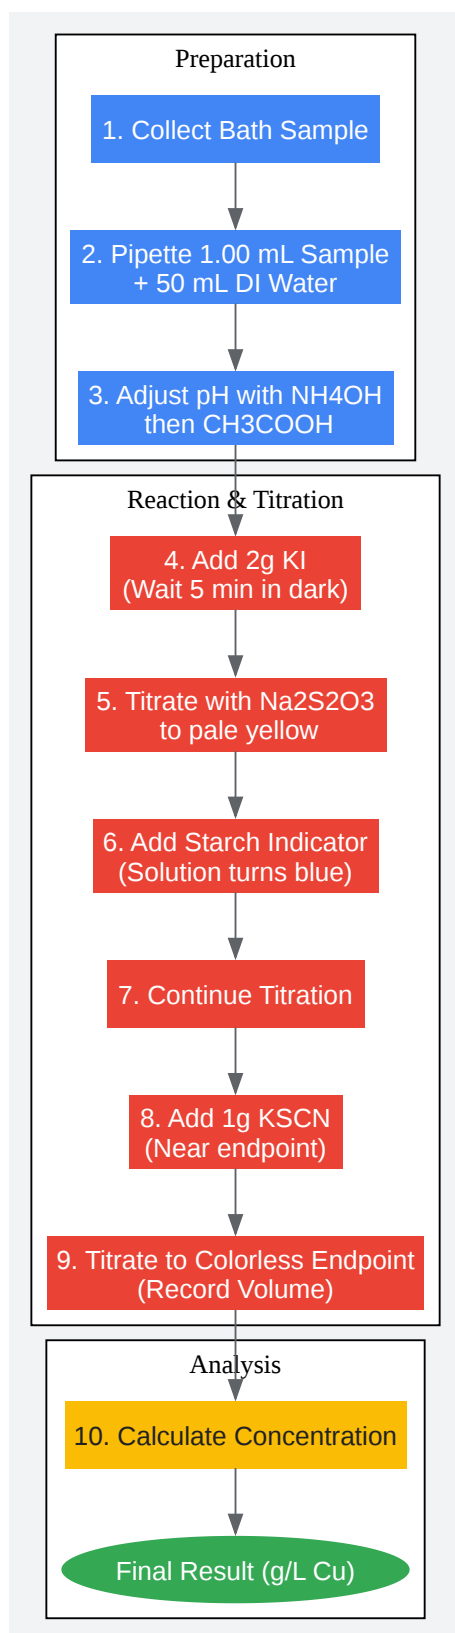 Preparation
1. Collect Bath Sample
2. Pipette 1.00 mL Sample
+ 50 mL DI Water
3. Adjust pH with NH4OH
then CH3COOH
Reaction & Titration
4. Add 2g KI
(Wait 5 min in dark)
5. Titrate with Na2S2O3
to pale yellow
6. Add Starch Indicator
(Solution turns blue)
7. Continue Titration
8. Add 1g KSCN
(Near endpoint)
9. Titrate to Colorless Endpoint
(Record Volume)
Analysis
10. Calculate Concentration
Final Result (g/L Cu)